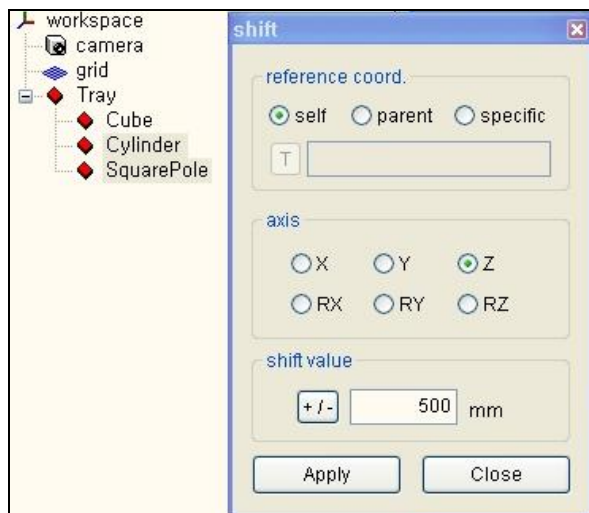 workspace
camera
grid
Tray
Cube
Cylinder
SquarePole
shift
reference coord.
self parent specific
T
axis
X Y Z
RX RY RZ
shift value
+ / - 500 mm
Apply Close